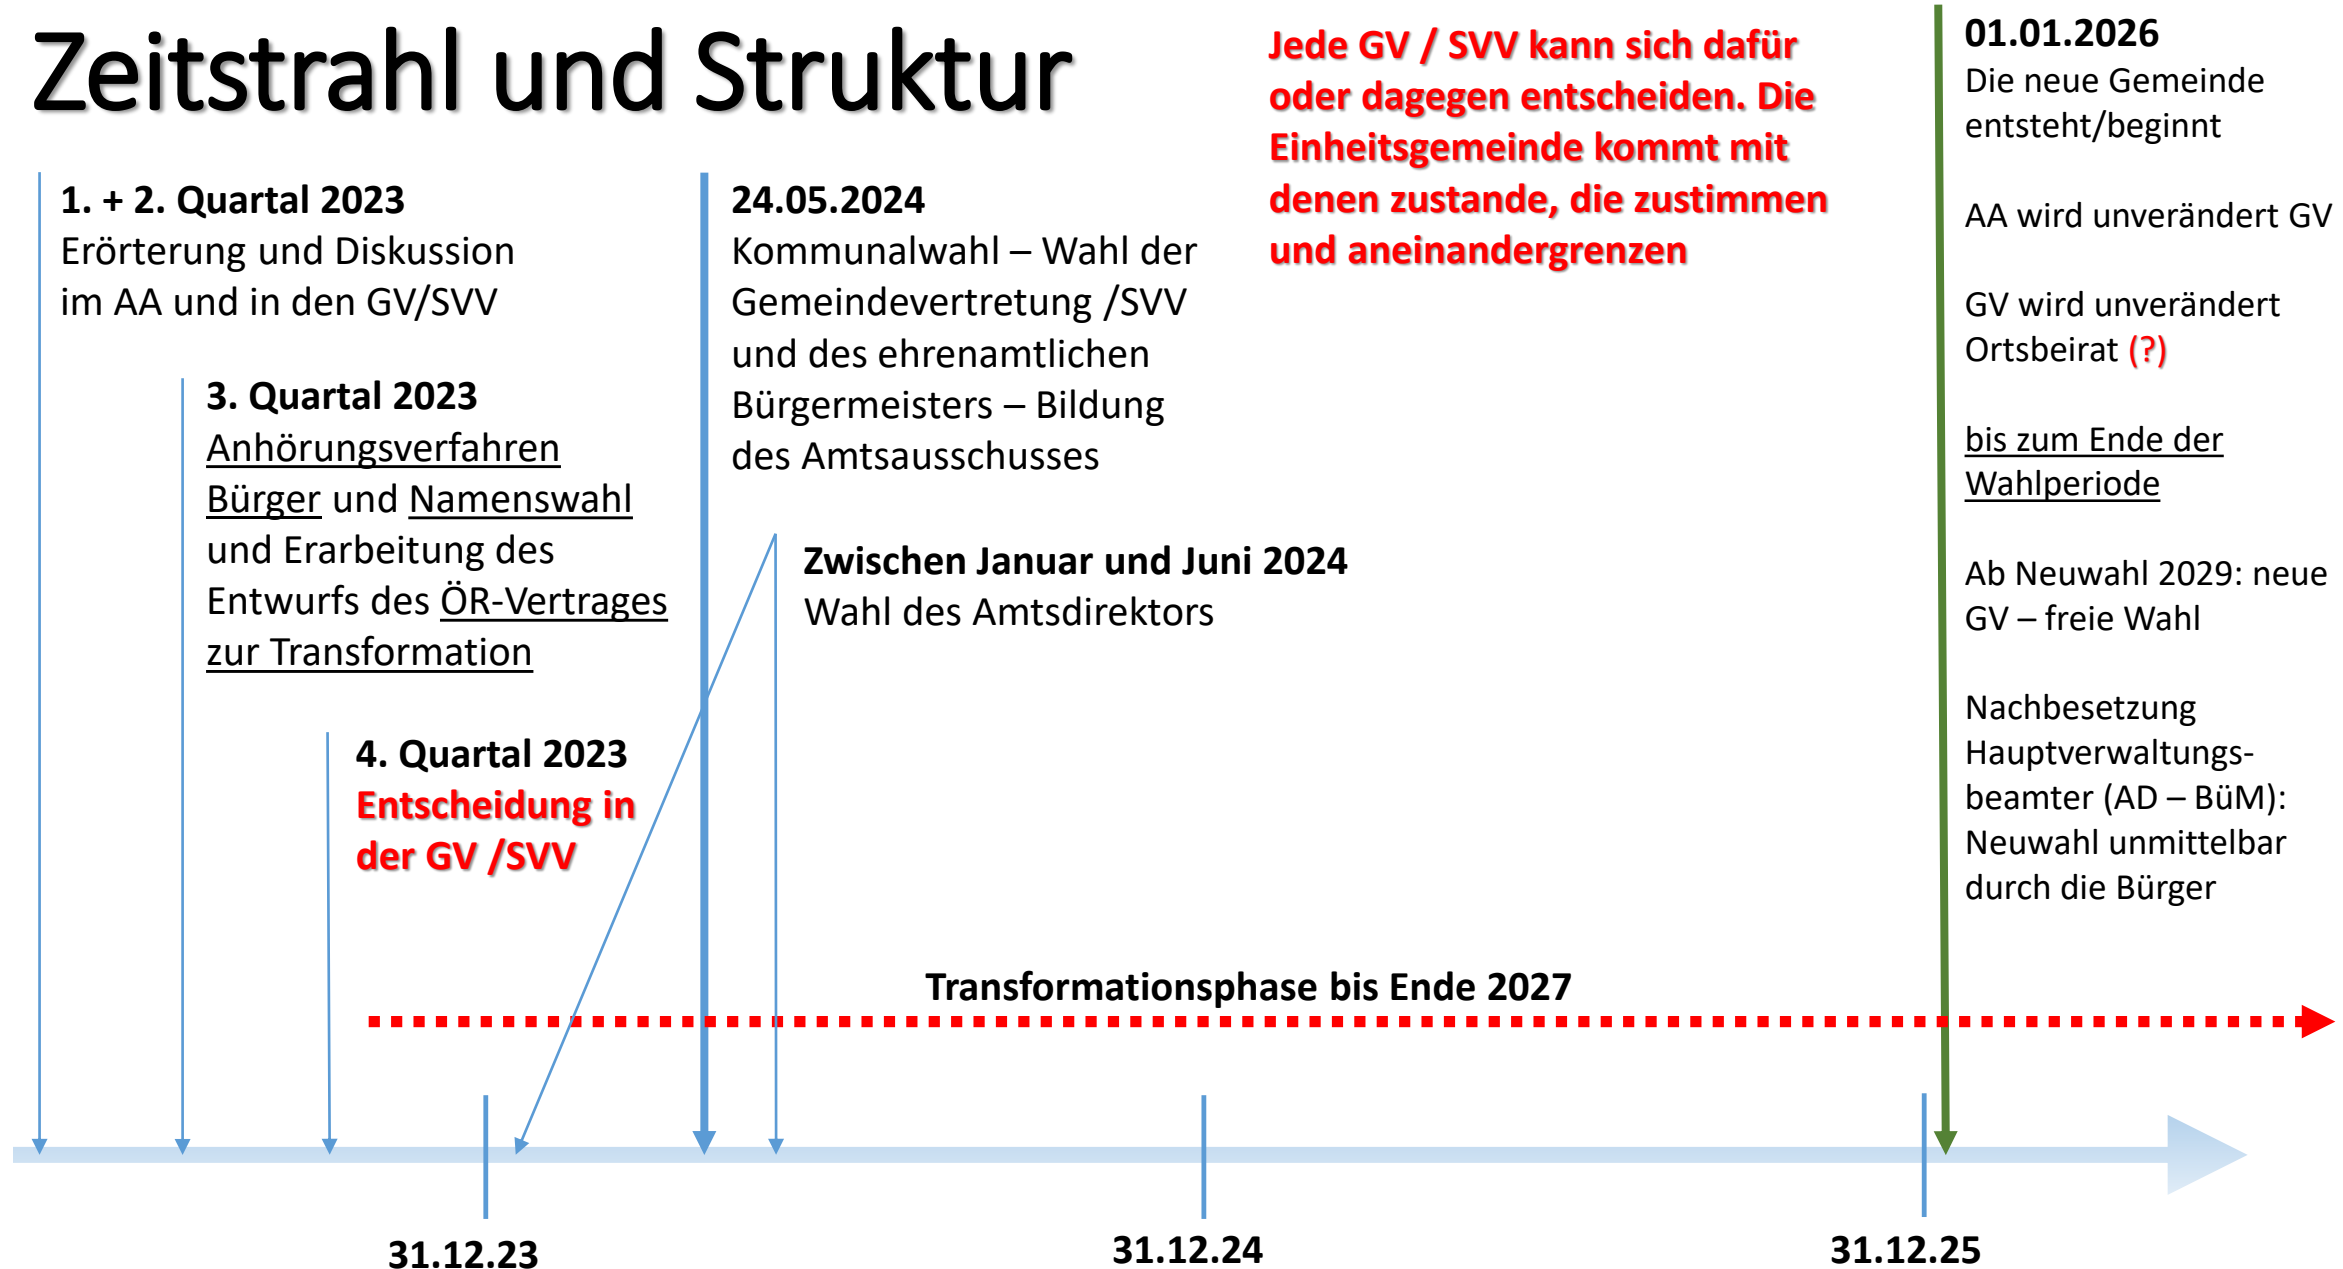 Zeitstrahl und Struktur
Jede GV / SVV kann sich dafür
oder dagegen entscheiden. Die
Einheitsgemeinde kommt mit
denen zustande, die zustimmen
und aneinandergrenzen
1. + 2. Quartal 2023
Erörterung und Diskussion
im AA und in den GV/SVV
3. Quartal 2023
Anhörungsverfahren
Bürger und Namenswahl
und Erarbeitung des
Entwurfs des ÖR-Vertrages
zur Transformation
4. Quartal 2023
Entscheidung in
der GV /SVV
24.05.2024
Kommunalwahl – Wahl der
Gemeindevertretung /SVV
und des ehrenamtlichen
Bürgermeisters – Bildung
des Amtsausschusses
Zwischen Januar und Juni 2024
Wahl des Amtsdirektors
01.01.2026
Die neue Gemeinde
entsteht/beginnt
AA wird unverändert GV
GV wird unverändert
Ortsbeirat (?)
bis zum Ende der
Wahlperiode
Ab Neuwahl 2029: neue
GV – freie Wahl
Nachbesetzung
Hauptverwaltungs-
beamter (AD – BüM):
Neuwahl unmittelbar
durch die Bürger
Transformationsphase bis Ende 2027
31.12.23
31.12.24
31.12.25